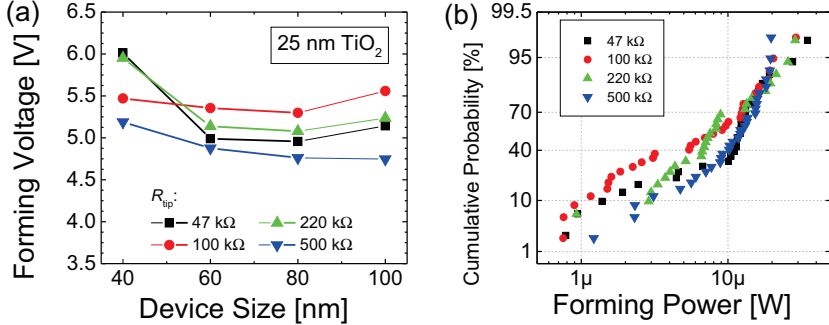 (a)
25 nm TiO2
Forming Voltage [V]
6.5
6.0
5.5
5.0
4.5
4.0
3.5
Rtip:
47 kΩ
100 kΩ
220 kΩ
500 kΩ
40
60
80
100
Device Size [nm]
(b)
Cumulative Probability [%]
99.5
95
70
40
10
1
47 kΩ
100 kΩ
220 kΩ
500 kΩ
1µ
10µ
Forming Power [W]